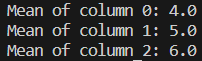 Mean of column 0: 4.0
Mean of column 1: 5.0
Mean of column 2: 6.0